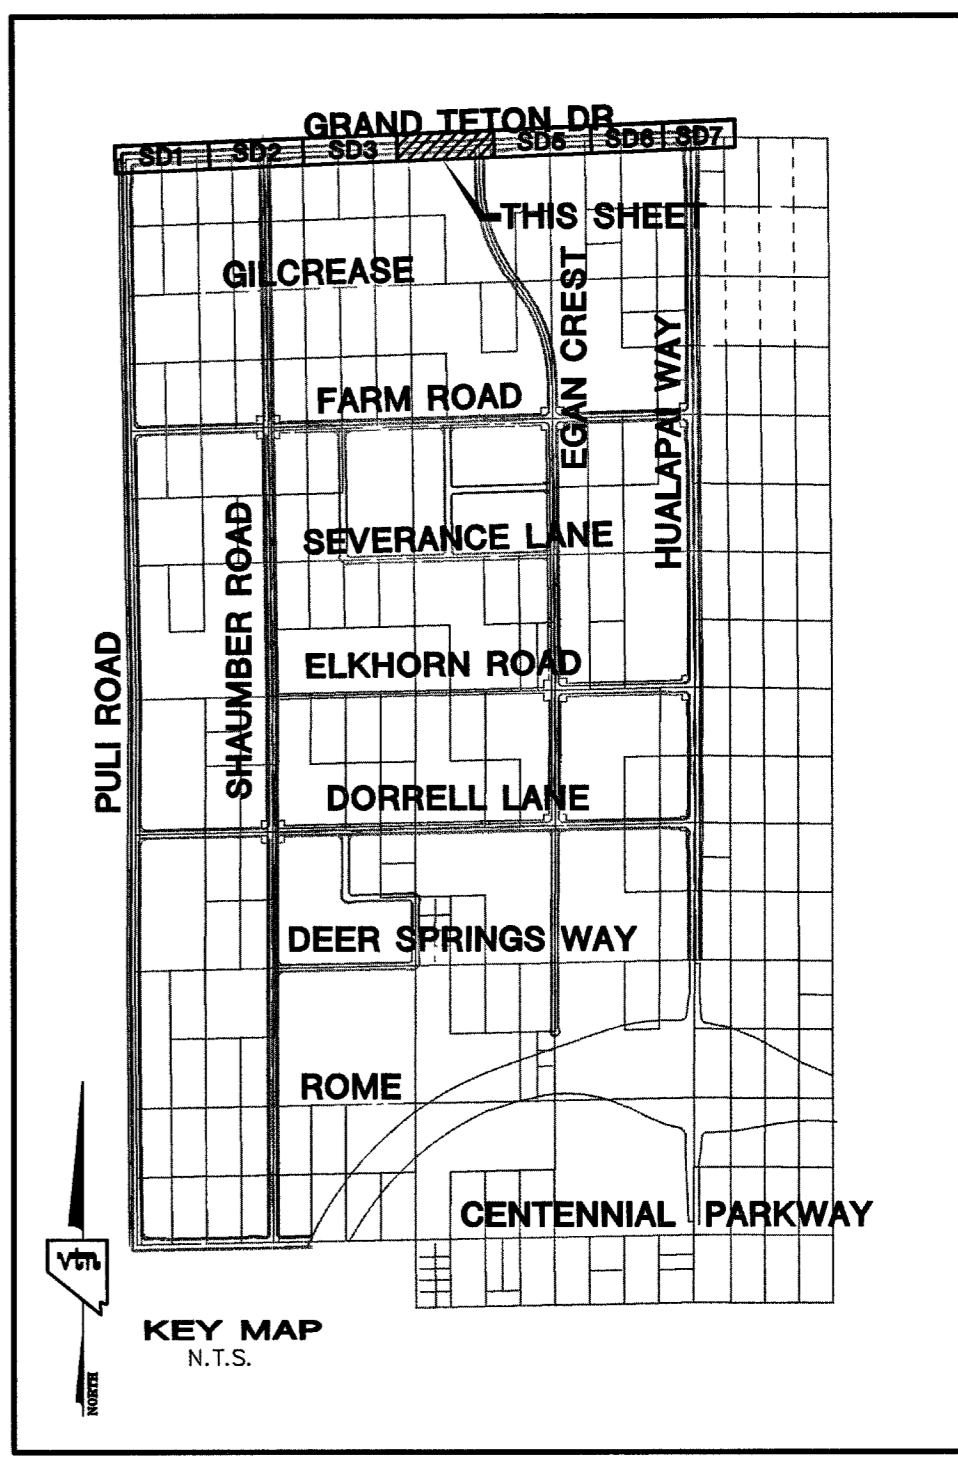 GRAND TETON DR
SD1 SD2 SD3 SD5 SD6 SD7
THIS SHEET
GILCREASE
EGAN CREST
HUALAPAI WAY
FARM ROAD
SEVERANCE LANE
SHAUMBER ROAD
PULI ROAD
ELKHORN ROAD
DORRELL LANE
DEER SPRINGS WAY
ROME
CENTENNIAL PARKWAY
vtn
KEY MAP
N.T.S.
NORTH